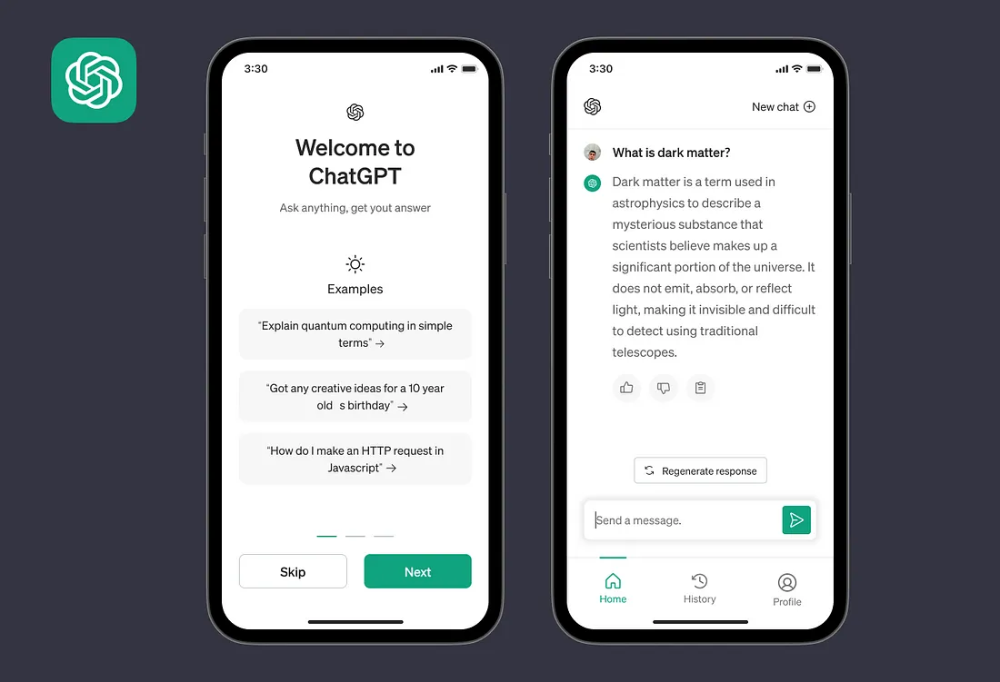 3:30
Welcome to
ChatGPT
Ask anything, get yout answer
Examples
“Explain quantum computing in simple
terms” →
“Got any creative ideas for a 10 year
old  s birthday” →
“How do I make an HTTP request in
Javascript” →
Skip
Next
3:30
New chat
What is dark matter?
Dark matter is a term used in
astrophysics to describe a
mysterious substance that
scientists believe makes up a
significant portion of the universe. It
does not emit, absorb, or reflect
light, making it invisible and difficult
to detect using traditional
telescopes.
Regenerate response
Send a message.
Home
History
Profile